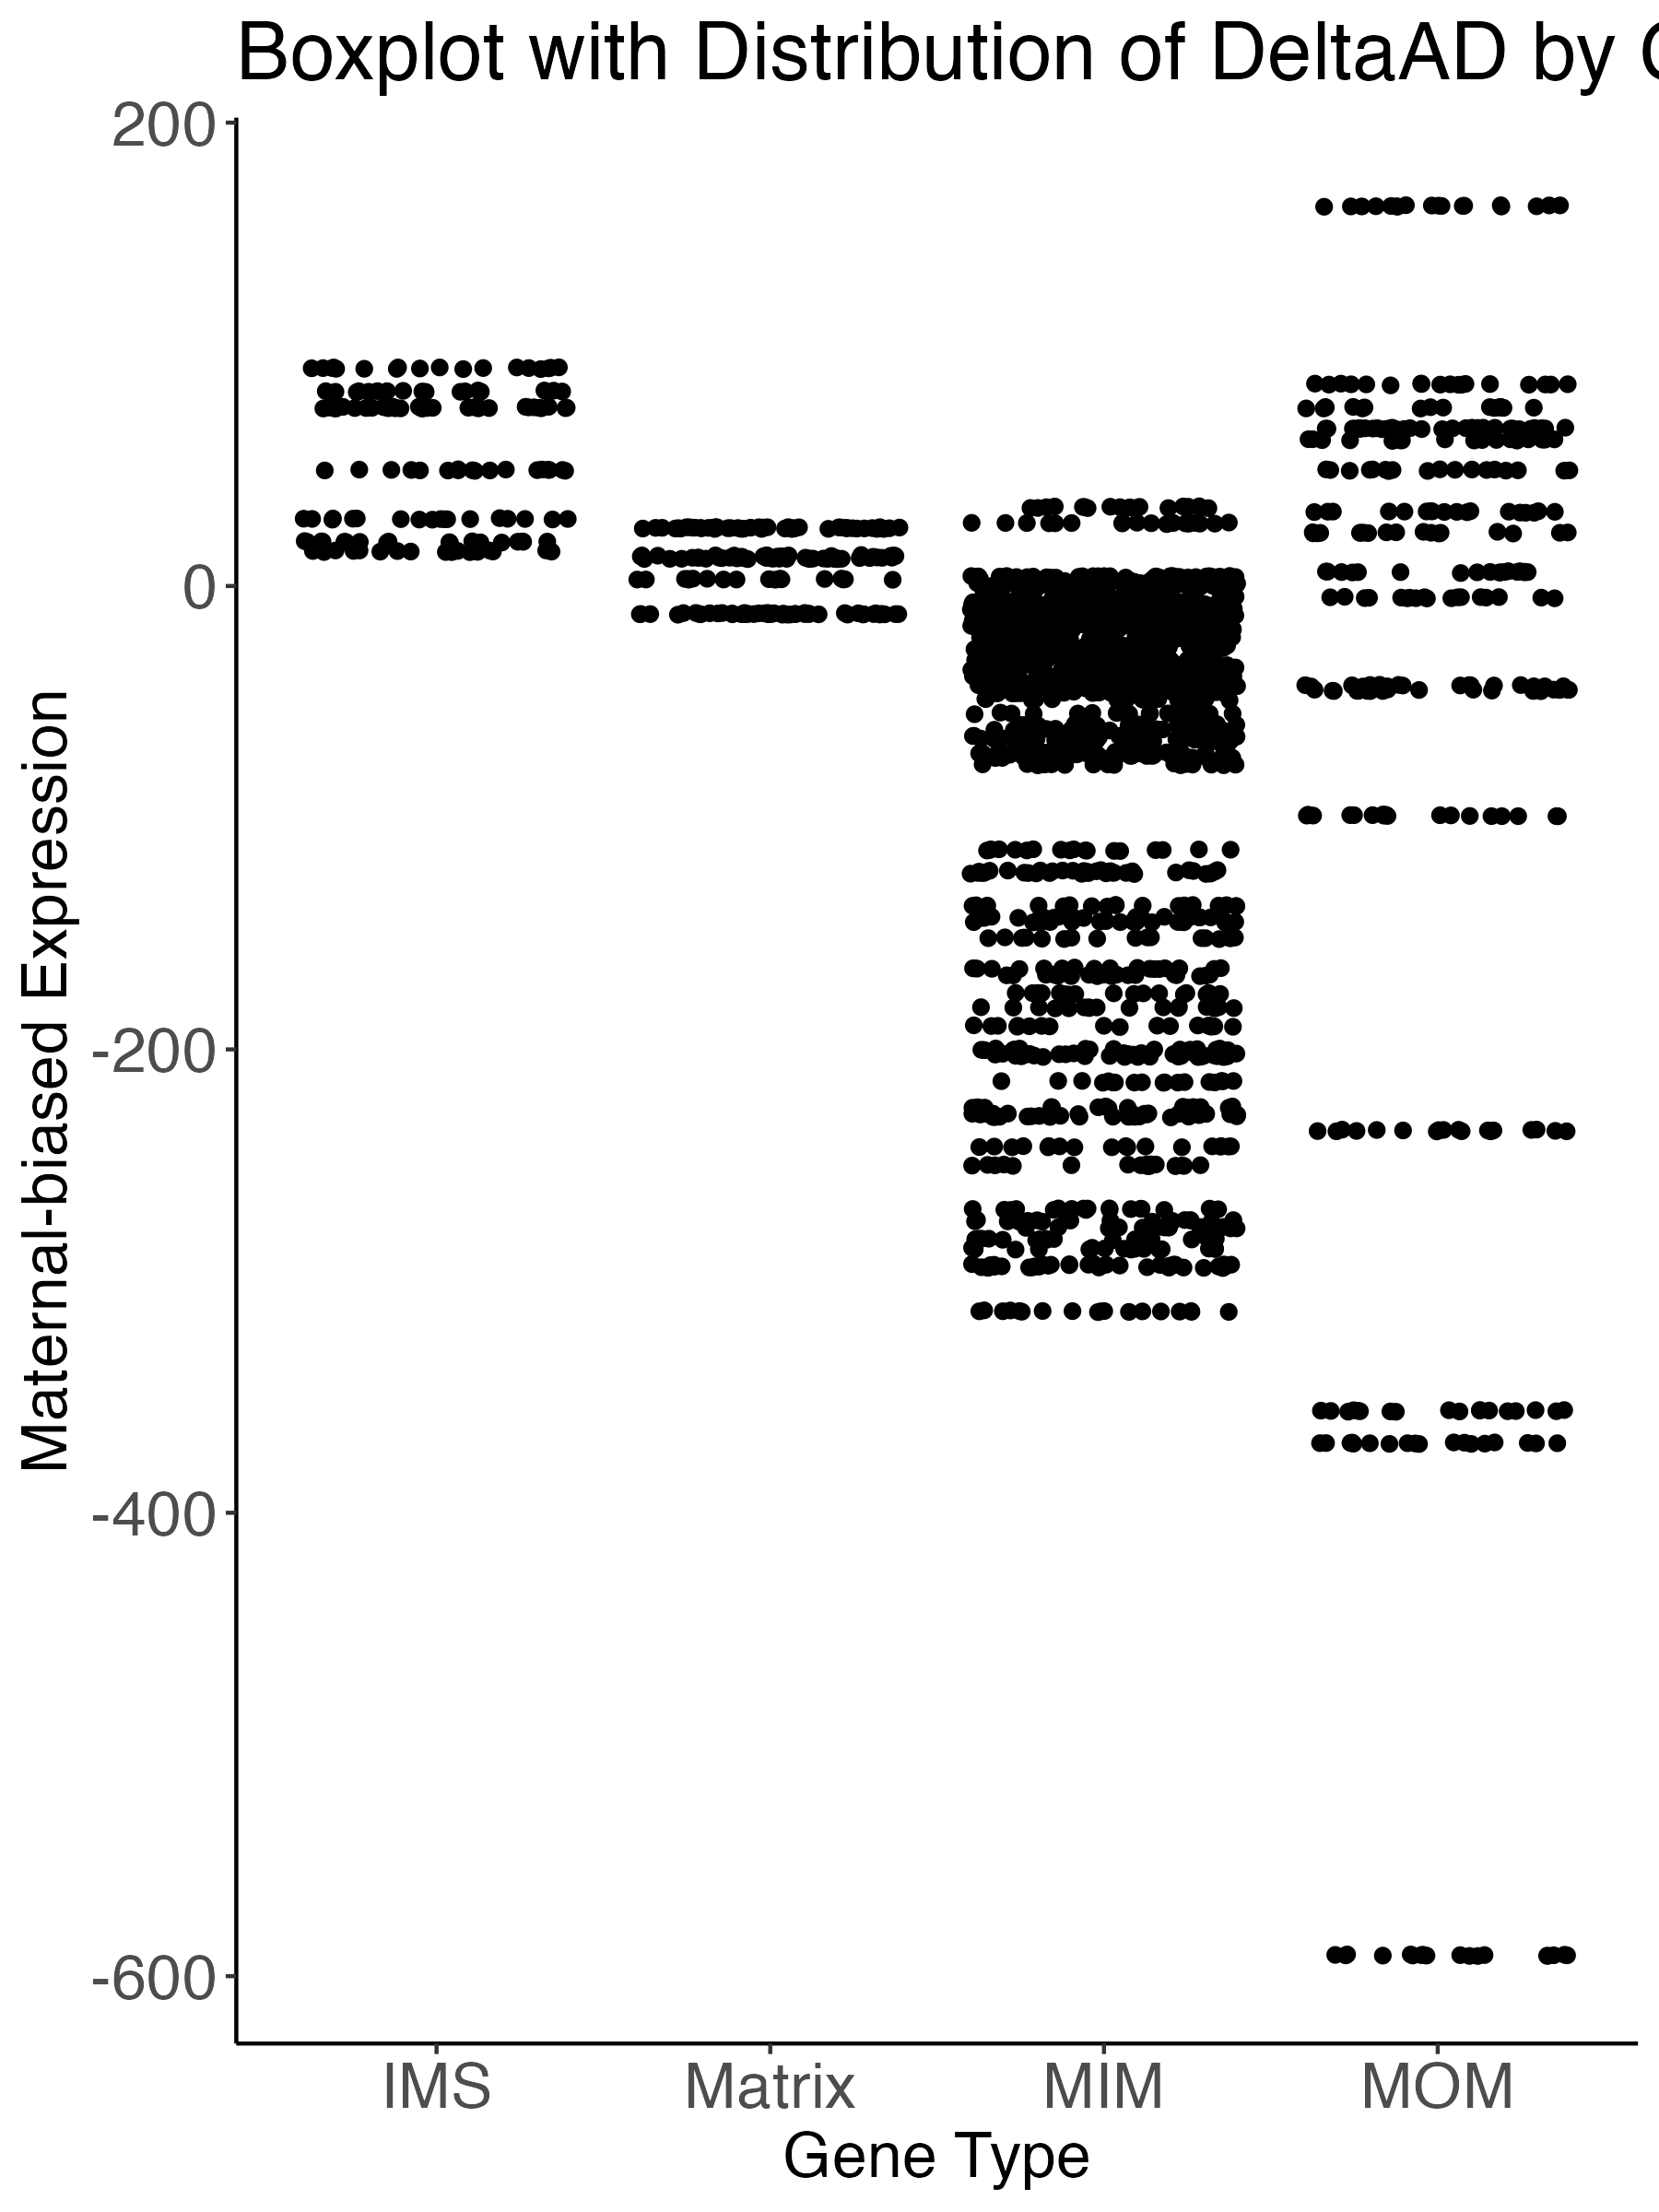 Boxplot with Distribution of DeltaAD by
200
0
-200
-400
-600
Maternal-biased Expression
IMS Matrix MIM MOM
Gene Type